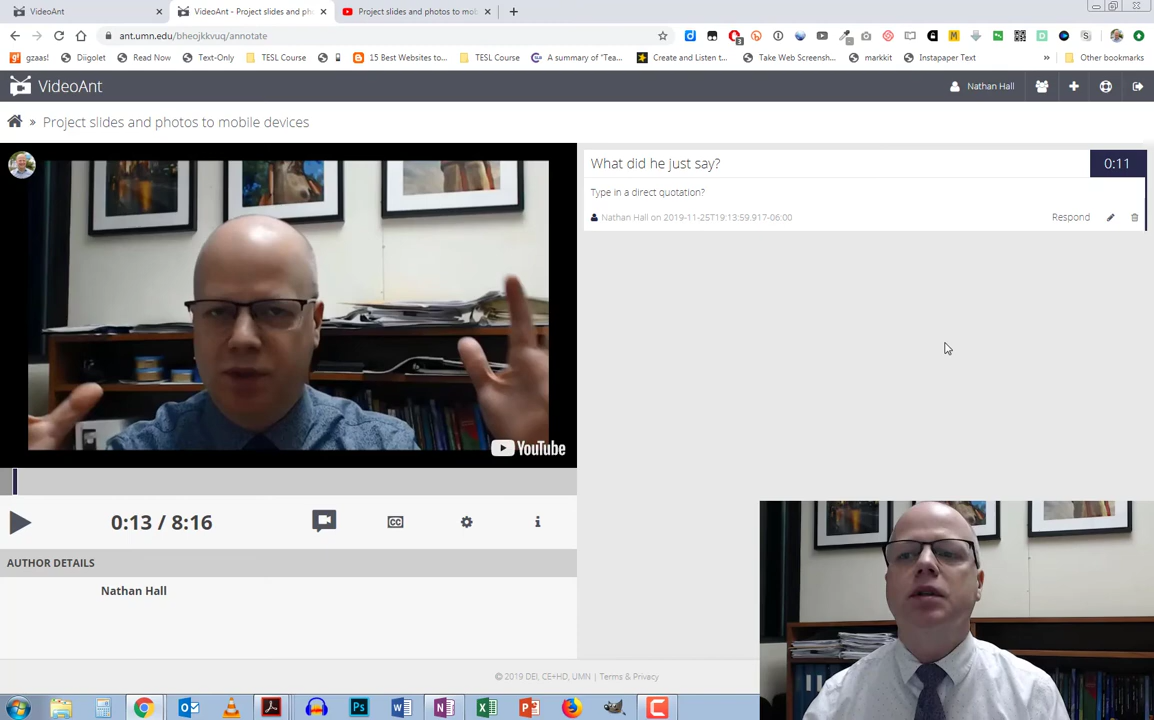 VideoAnt
VideoAnt - Project slides and pho
Project slides and photos to mob
ant.umn.edu/bheojkkvuq/annotate
gzaas! Diigolet Read Now Text-Only TESL Course 15 Best Websites to... TESL Course A summary of "Tea... Create and Listen t... Take Web Screensh... markkit Instapaper Text » Other bookmarks
VideoAnt
Nathan Hall
» Project slides and photos to mobile devices
YouTube
0:13 / 8:16
CC
AUTHOR DETAILS
Nathan Hall
What did he just say?
0:11
Type in a direct quotation?
Nathan Hall on 2019-11-25T19:13:59.917-06:00
Respond
© 2019 DEI, CE+HD, UMN | Terms & Privacy